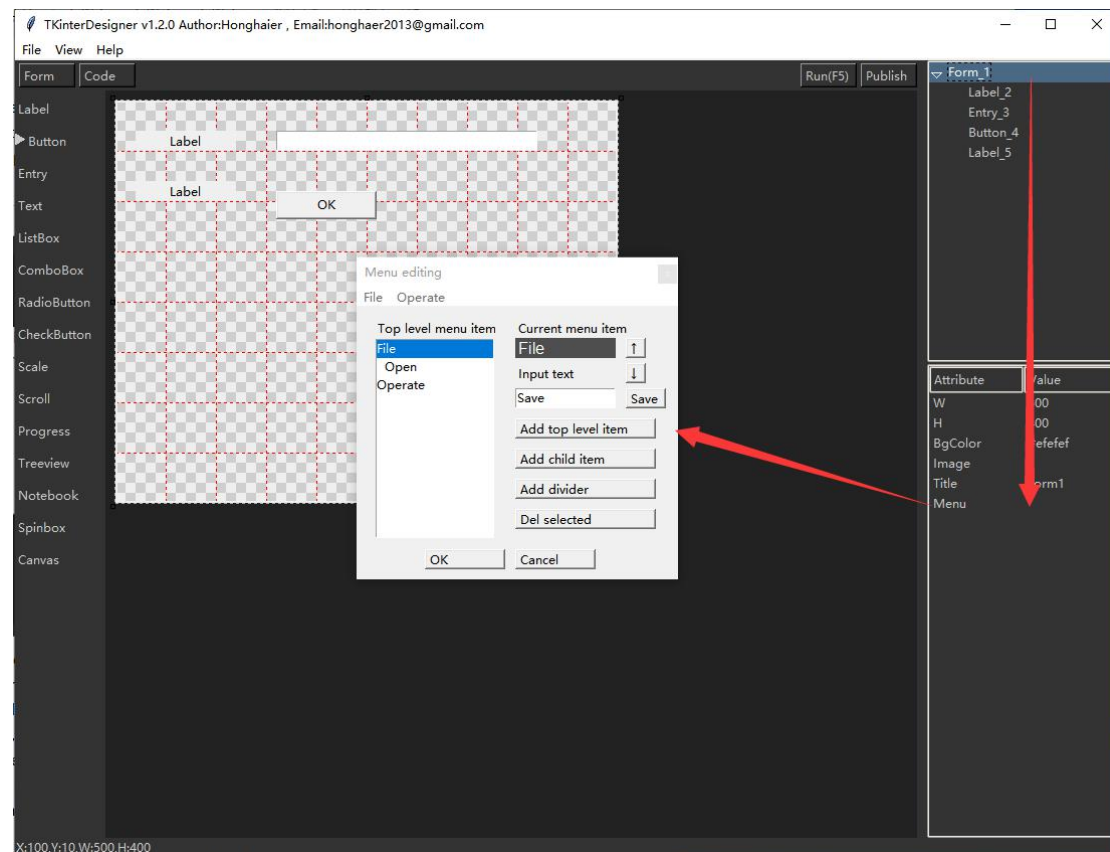 TKinterDesigner v1.2.0 Author:Honghaier , Email:honghaer2013@gmail.com
File View Help
Form Code Run(F5) Publish
Label
Button
Entry
Text
ListBox
ComboBox
RadioButton
CheckButton
Scale
Scroll
Progress
Treeview
Notebook
Spinbox
Canvas
Label
Label
OK
Menu editing
File Operate
Top level menu item Current menu item
File
Open
Operate
File ↑
Input text ↓
Save Save
Add top level item
Add child item
Add divider
Del selected
OK Cancel
Form_1
Label_2
Entry_3
Button_4
Label_5
Attribute Value
W
H
BgColor
Image
Title
Menu
X:100,Y:10,W:500,H:400